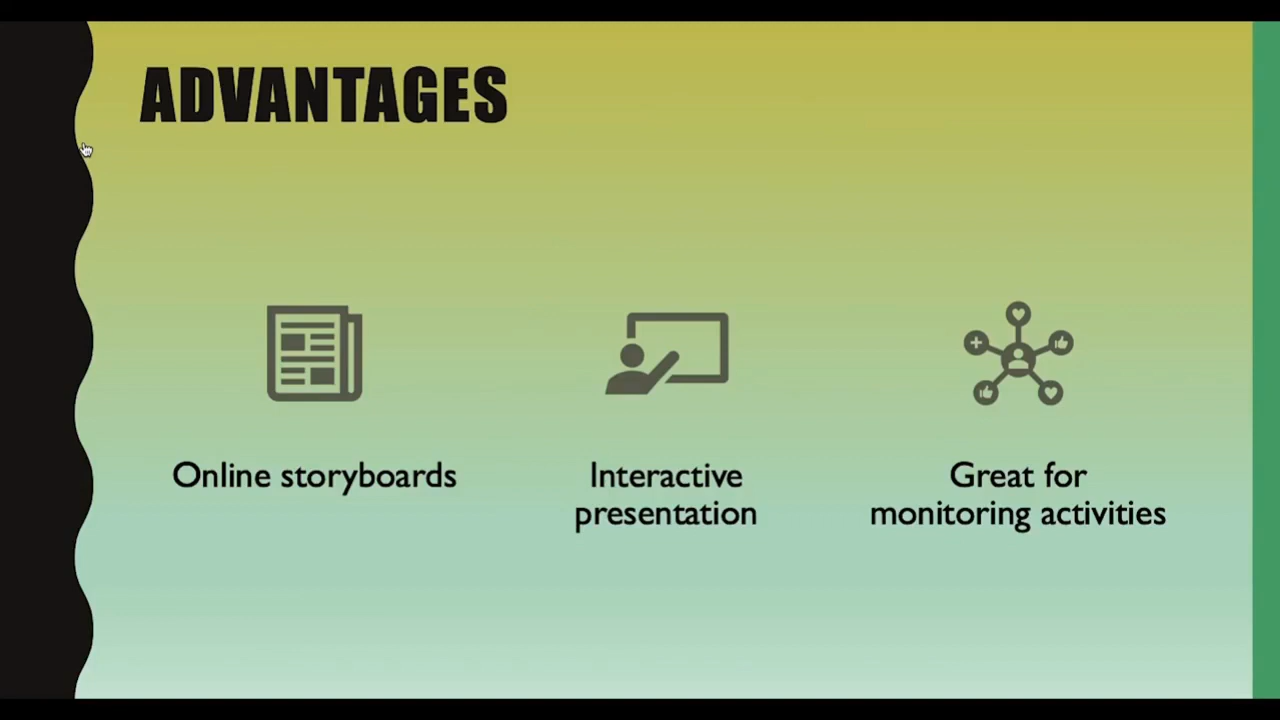 ADVANTAGES
Online storyboards
Interactive
presentation
Great for
monitoring activities